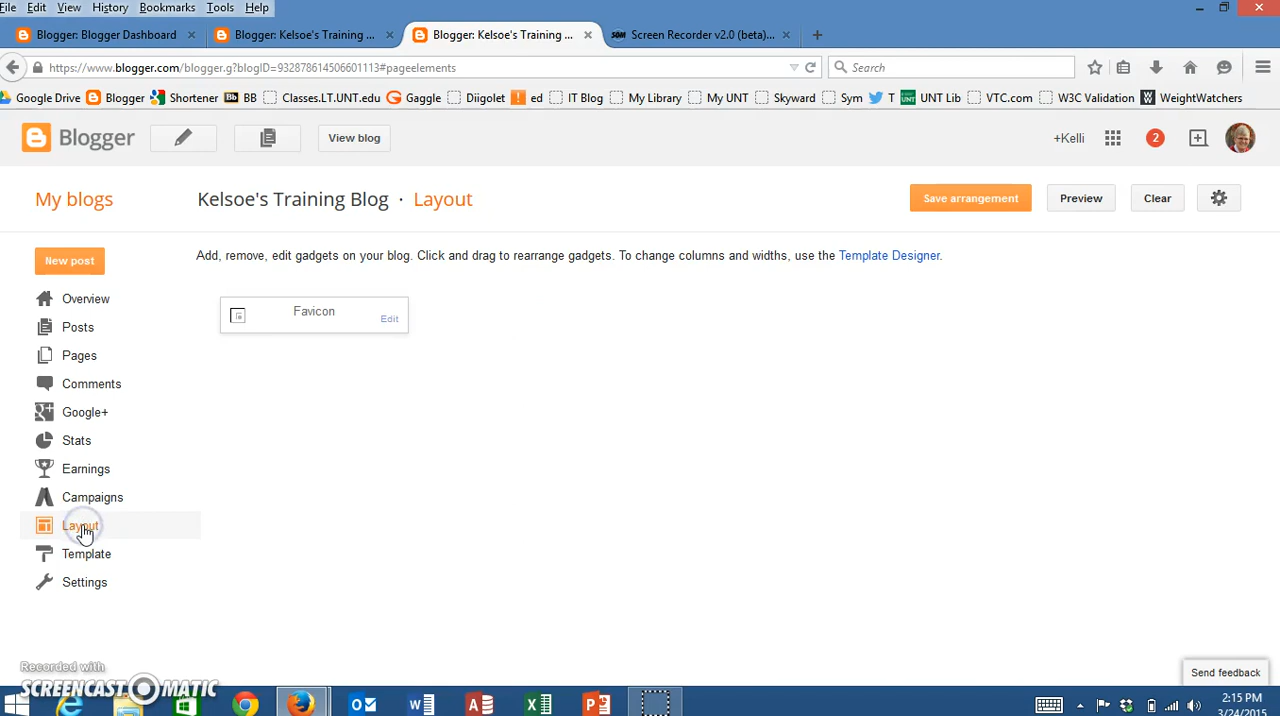 File Edit View History Bookmarks Tools Help
Blogger: Blogger Dashboard × Blogger: Kelsoe's Training ... × Blogger: Kelsoe's Training ... × SOM Screen Recorder v2.0 (beta)... × +
https://www.blogger.com/blogger.g?blogID=932878614506601113#pageelements Search
Google Drive Blogger Shortener BB Classes.LT.UNT.edu Gaggle Diigolet ed IT Blog My Library My UNT Skyward Sym T UNT Lib VTC.com W3C Validation WeightWatchers
Blogger View blog +Kelli 2
My blogs Kelsoe's Training Blog · Layout Save arrangement Preview Clear
New post Add, remove, edit gadgets on your blog. Click and drag to rearrange gadgets. To change columns and widths, use the Template Designer.
Overview
Favicon
Edit
Posts
Pages
Comments
Google+
Stats
Earnings
Campaigns
Layout
Template
Settings
Recorded with
SCREENCAST-O-MATIC
Send feedback
2:15 PM
3/24/2015